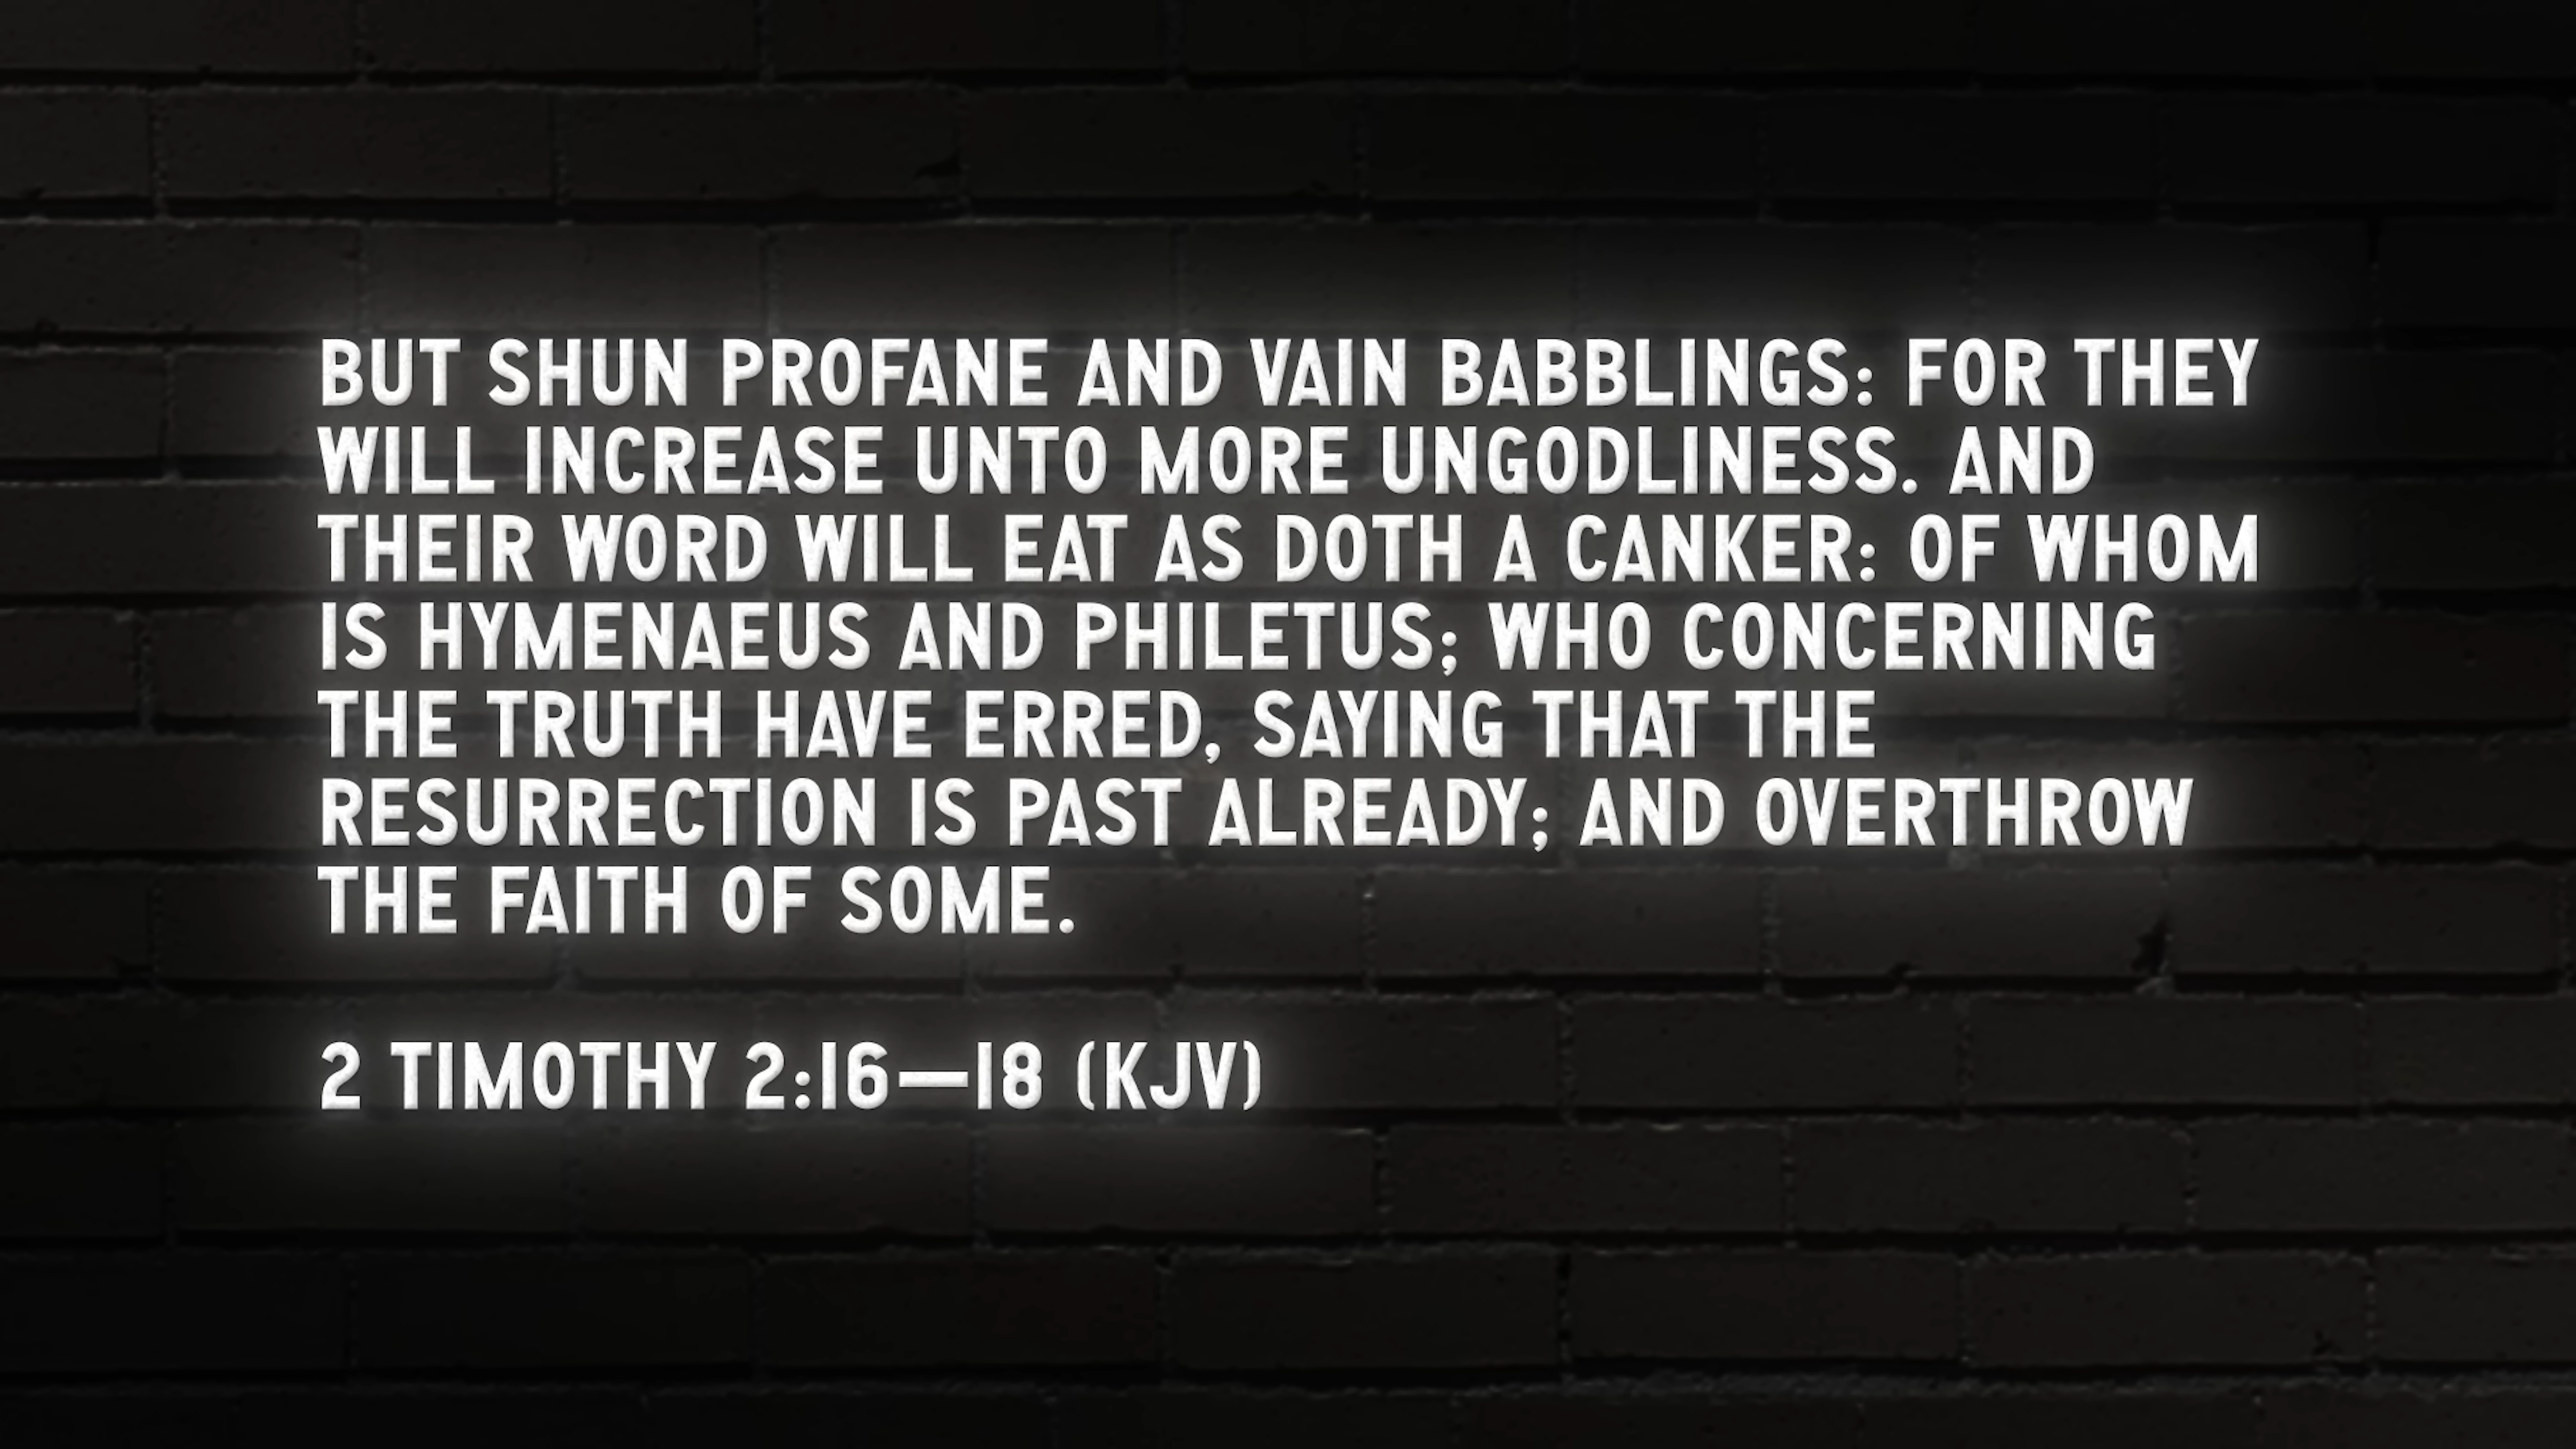 BUT SHUN PROFANE AND VAIN BABBLINGS: FOR THEY
WILL INCREASE UNTO MORE UNGODLINESS. AND
THEIR WORD WILL EAT AS DOTH A CANKER: OF WHOM
IS HYMENAEUS AND PHILETUS; WHO CONCERNING
THE TRUTH HAVE ERRED, SAYING THAT THE
RESURRECTION IS PAST ALREADY; AND OVERTHROW
THE FAITH OF SOME.
2 TIMOTHY 2:16—18 (KJV)